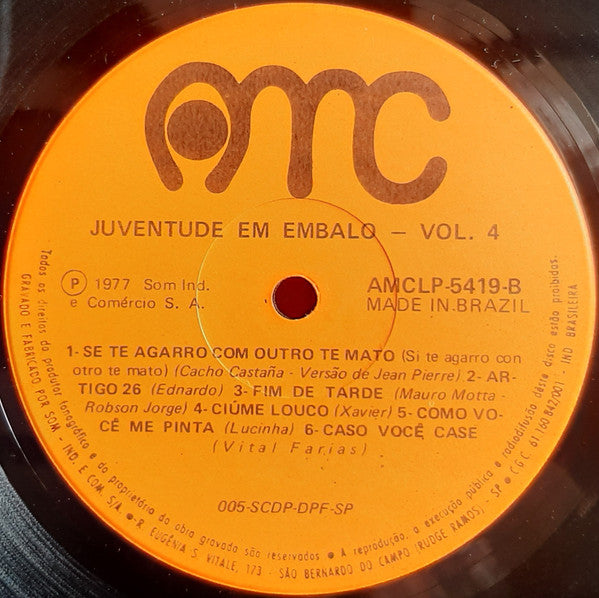 AMC
JUVENTUDE EM EMBALO – VOL. 4
P 1977 Som Ind.
e Comércio S. A.
AMCLP-5419-B
MADE IN BRAZIL
1- SE TE AGARRO COM OUTRO TE MATO (Si te agarro con
otro te mato) (Cacho Castaña - Versão de Jean Pierre) 2- AR-
TIGO 26 (Ednardo) 3- FIM DE TARDE (Mauro Motta -
Robson Jorge) 4- CIÚME LOUCO (Xavier) 5- COMO VO-
CÊ ME PINTA (Lucinha) 6- CASO VOCÊ CASE
(Vital Farias)
005-SCDP-DPF-SP
Todos os direitos do produtor fonográfico e do proprietário da obra gravada são reservados ● A reprodução, a execução pública e radiodifusão deste disco estão proibidas.
GRAVADO E FABRICADO POR SOM - IND. E COM. S/A. ● R. EUGÊNIA S. VITALE, 173 - SÃO BERNARDO DO CAMPO (RUDGE RAMOS) - SP ● C.G.C. 61 160 842/001 - IND. BRASILEIRA